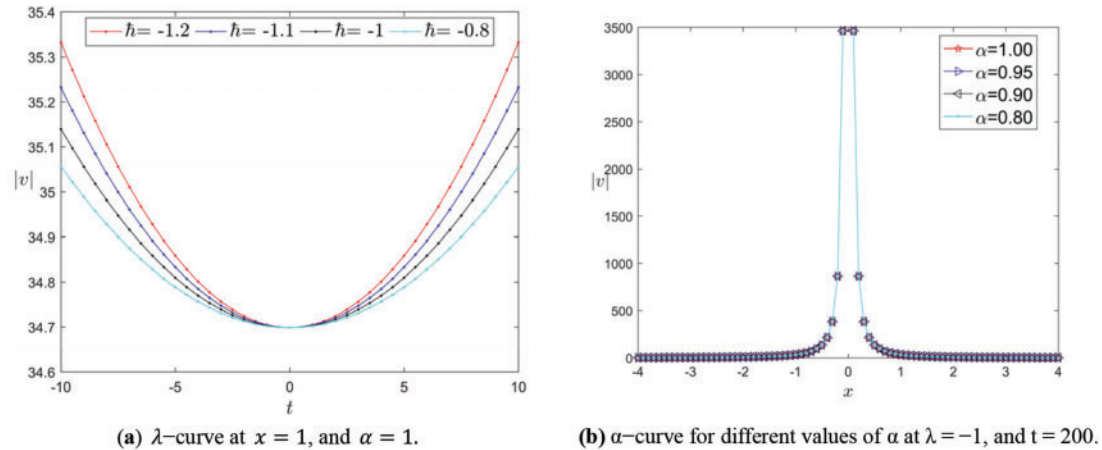 35.4
35.3
35.2
35.1
35
34.9
34.8
34.7
34.6
|v|
ħ= -1.2 ħ= -1.1 ħ= -1 ħ= -0.8
-10 -5 0 5 10
t
(a) λ−curve at x = 1, and α = 1.
3500
3000
2500
2000
1500
1000
500
0
|v|
α=1.00
α=0.95
α=0.90
α=0.80
-4 -3 -2 -1 0 1 2 3 4
x
(b) α−curve for different values of α at λ = −1, and t = 200.